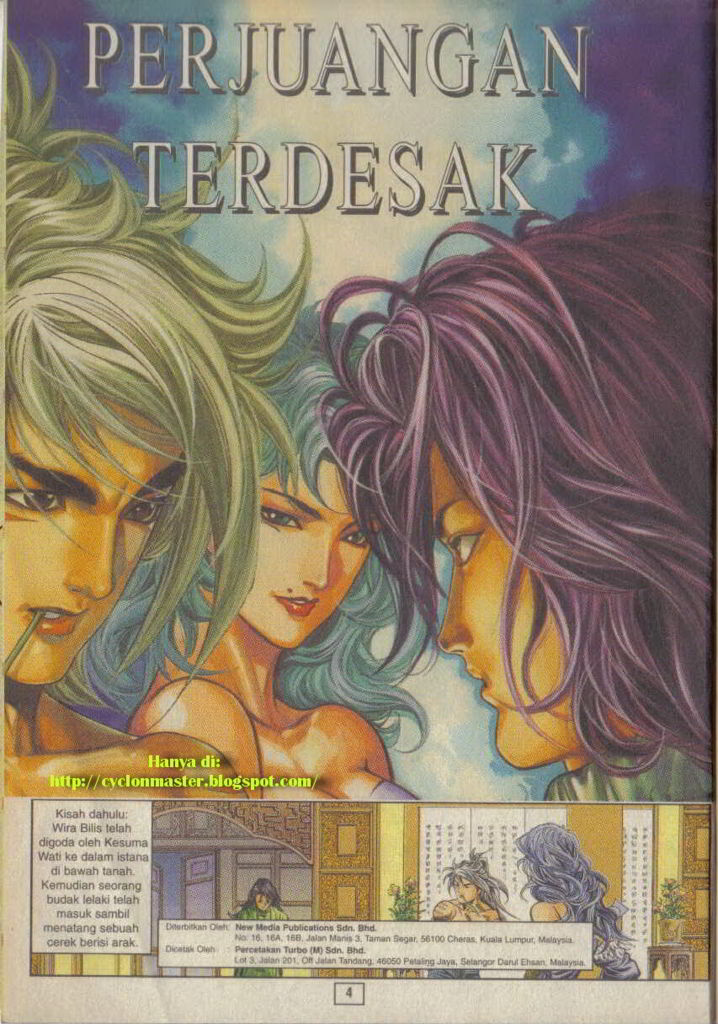 PERJUANGAN
TERDESAK
Hanya di:
http://cyclonmaster.blogspot.com/
Kisah dahulu:
Wira Bilis telah
digoda oleh Kesuma
Wati ke dalam istana
di bawah tanah.
Kemudian seorang
budak lelaki telah
masuk sambil
menatang sebuah
cerek berisi arak.
Diterbitkan Oleh: New Media Publications Sdn. Bhd.
No. 16, 16A, 16B, Jalan Manis 3, Taman Segar, 56100 Cheras, Kuala Lumpur, Malaysia.
Dicetak Oleh : Percetakan Turbo (M) Sdn. Bhd.
Lot 3, Jalan 201, Off Jalan Tandang, 46050 Petaling Jaya, Selangor Darul Ehsan, Malaysia.
4